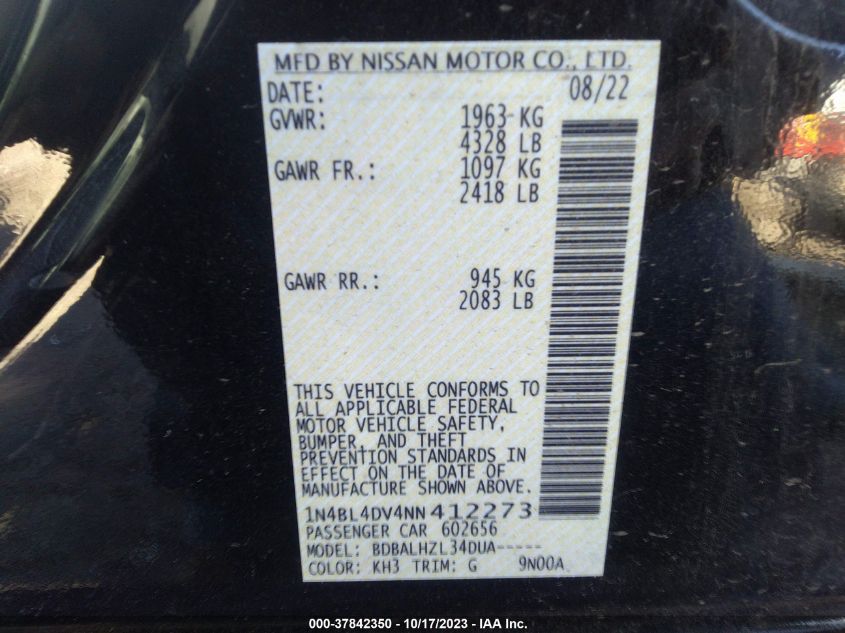 MFD BY NISSAN MOTOR CO., LTD.
DATE: 08/22
GVWR: 1963 KG
4328 LB
GAWR FR.: 1097 KG
2418 LB
GAWR RR.: 945 KG
2083 LB
THIS VEHICLE CONFORMS TO
ALL APPLICABLE FEDERAL
MOTOR VEHICLE SAFETY,
BUMPER, AND THEFT
PREVENTION STANDARDS IN
EFFECT ON THE DATE OF
MANUFACTURE SHOWN ABOVE.
1N4BL4DV4NN412273
PASSENGER CAR 602656
MODEL: BDBALHZL34DUA-----
COLOR: KH3 TRIM: G 9N00A
000-37842350 - 10/17/2023 - IAA Inc.